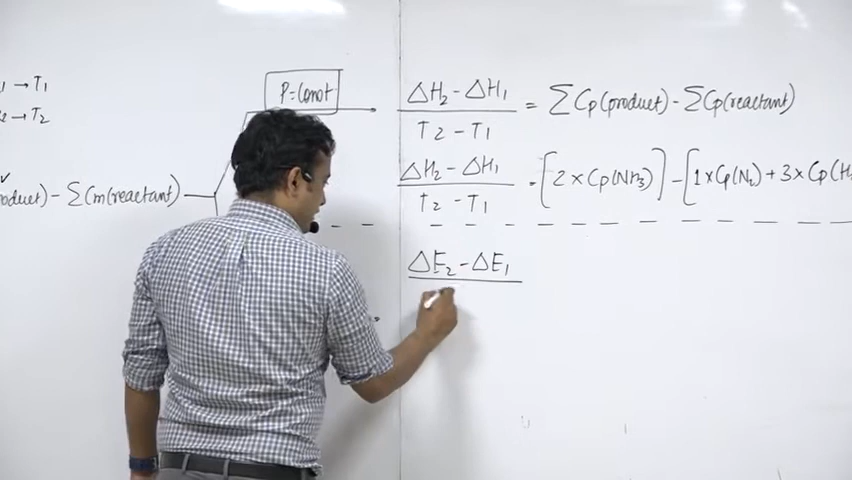 → T₁
→ T₂
P = Const
ΔH₂ - ΔH₁ / T₂ - T₁ = ΣCp(product) - ΣCp(reactant)
ΔH₂ - ΔH₁ / T₂ - T₁ = [2 × Cp(NH₃)] - [1 × Cp(N₂) + 3 × Cp(H
oduct) - ΣCm(reactant)
ΔE₂ - ΔE₁